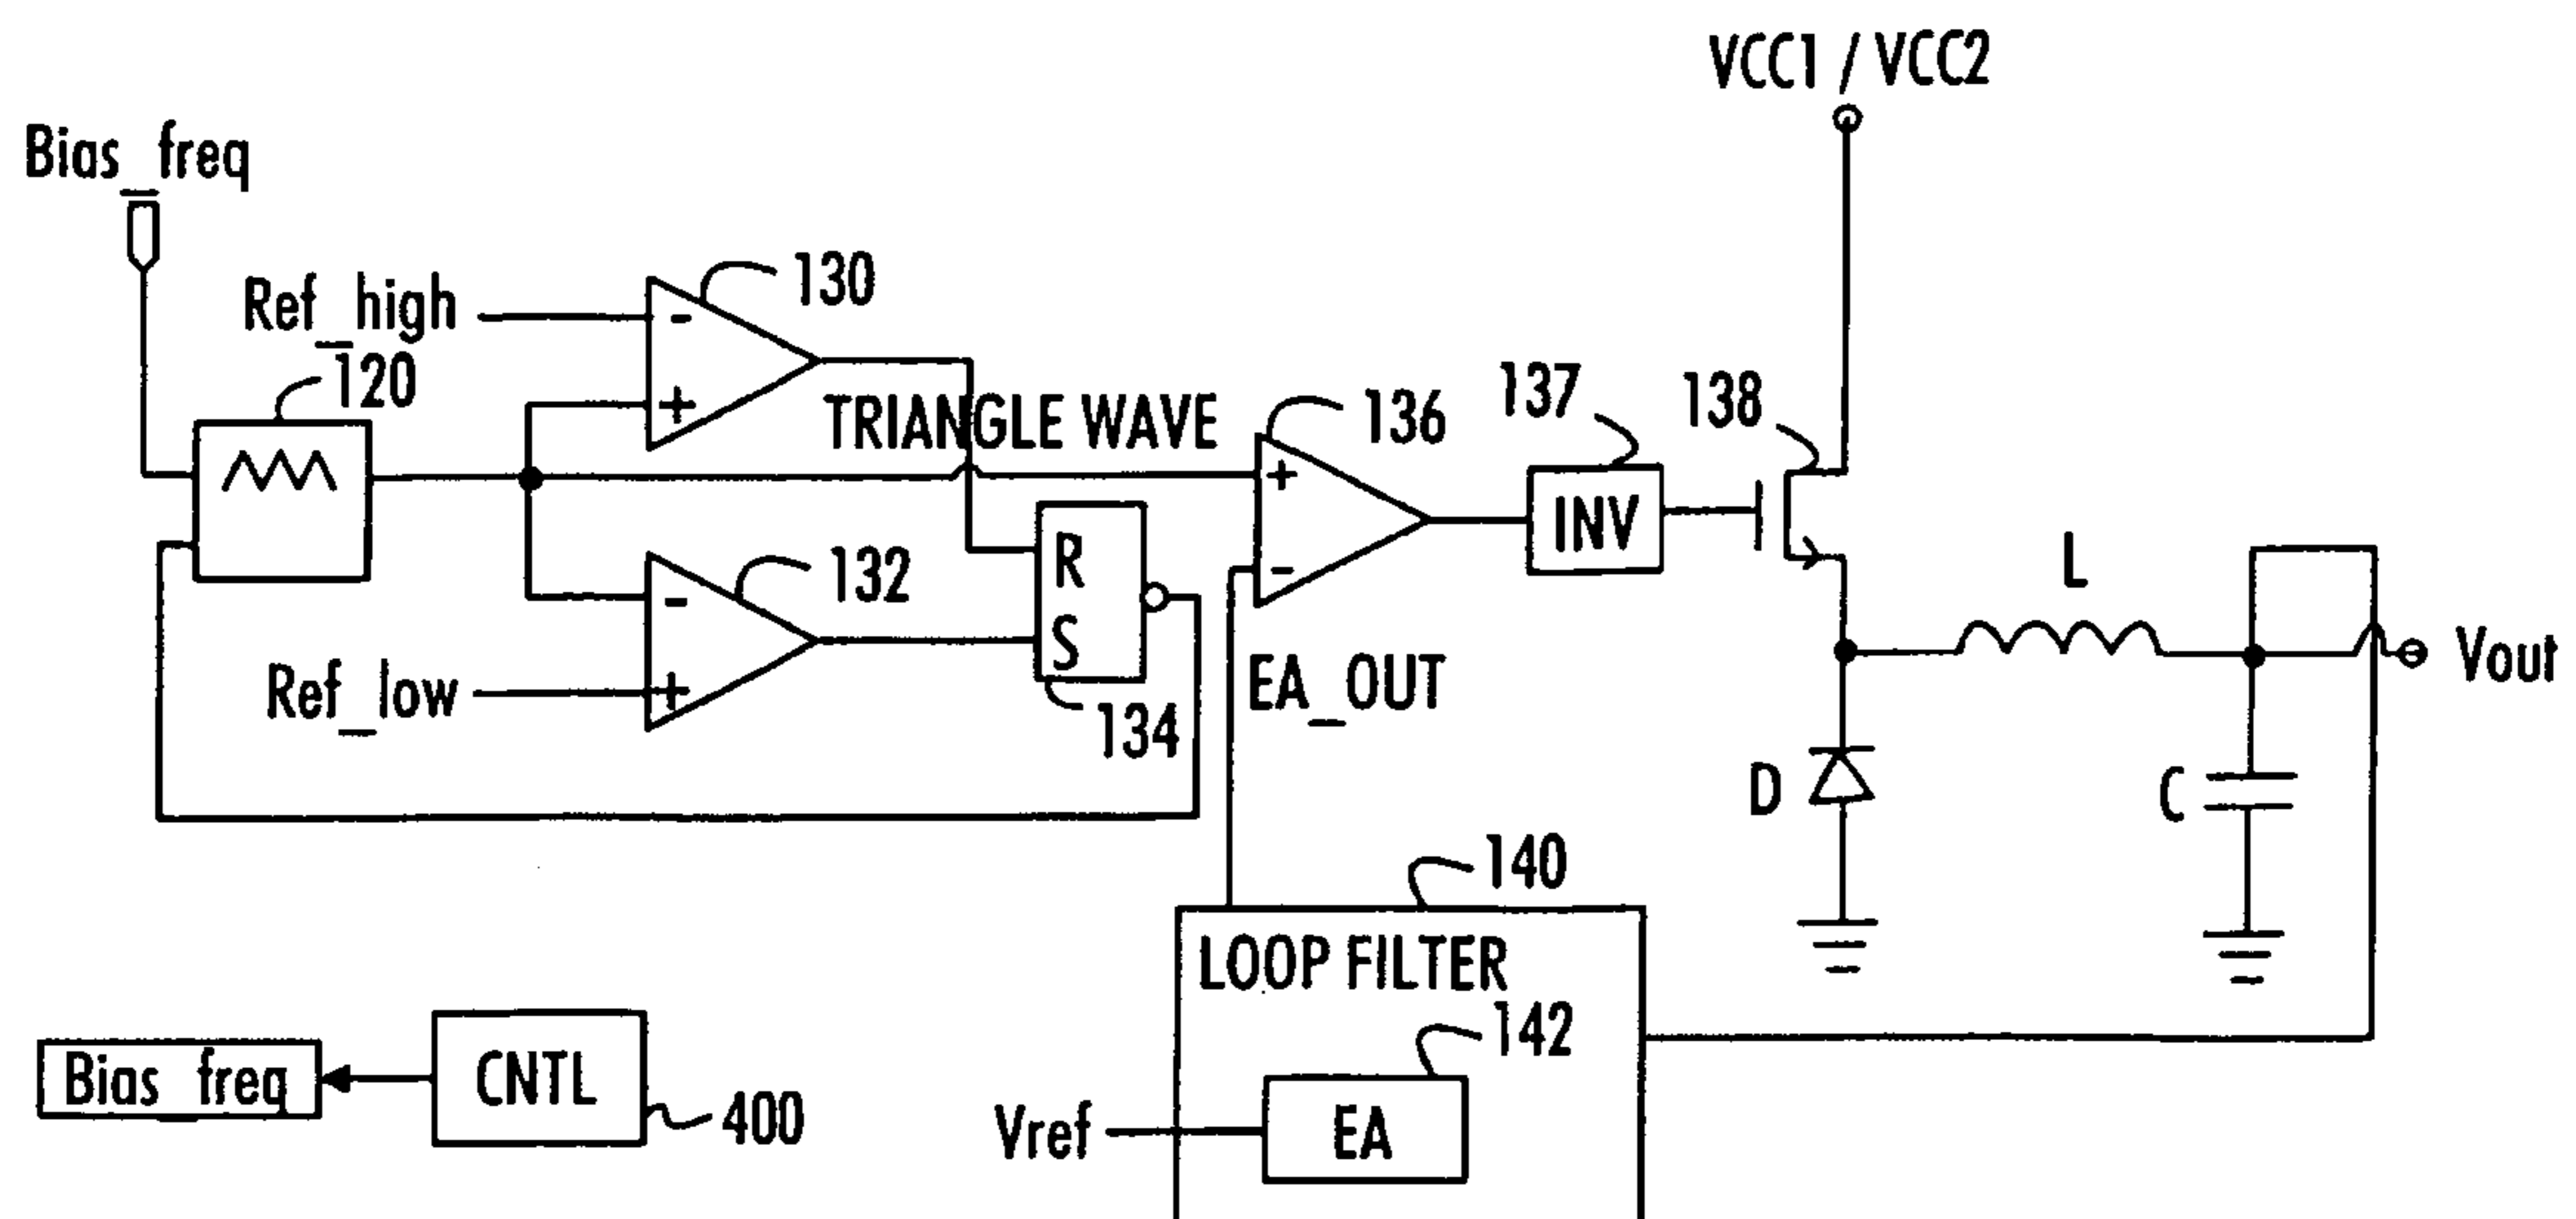 VCC1 / VCC2
Bias_freq
Ref_high
-
130
120
+
TRIANGLE WAVE
136
137
138
+
INV
-
132
R
S
-
Ref_low
+
134
EA_OUT
L
Vout
D
C
140
LOOP FILTER
142
Bias_freq
CNTL
400
Vref
EA